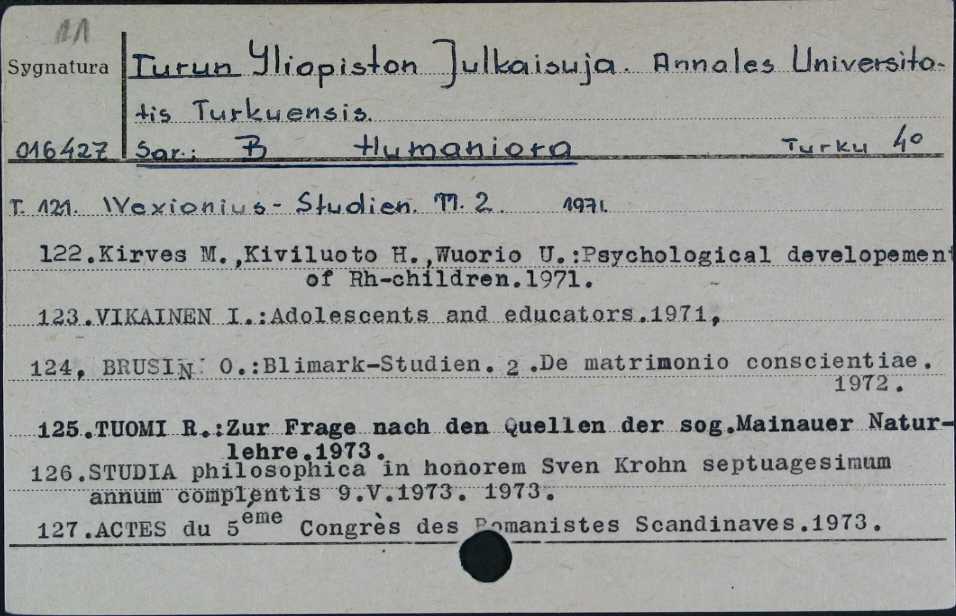 11
Sygnatura
Turun Yliopiston Julkaisuja. Annales Universita-
tis Turkuensis.
016427 Sar.: B Humaniora Turku 4°
T. 121. Wexionius-Studien. T. 2. 1971.
122.Kirves M.,Kiviluoto H.,Wuorio U.:Psychological developement
of Rh-children.1971.
123.VIKAINEN I.:Adolescents and educators.1971,
124, BRUSIN O.:Blimark-Studien. 2 .De matrimonio conscientiae.
1972.
125.TUOMI R.:Zur Frage nach den Quellen der sog.Mainauer Natur-
lehre.1973.
126.STUDIA philosophica in honorem Sven Krohn septuagesimum
annum complentis 9.V.1973. 1973.
127.ACTES du 5éme Congrès des Romanistes Scandinaves.1973.